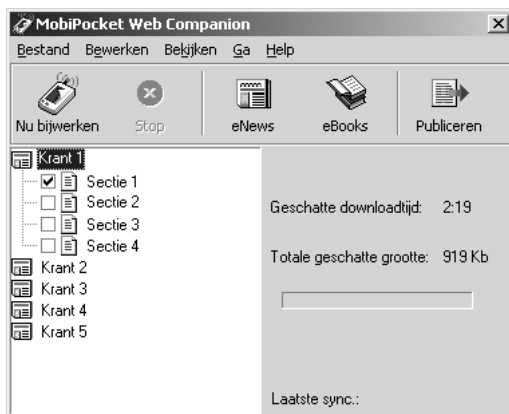 MobiPocket Web Companion
Bestand Bewerken Bekijken Ga Help
Nu bijwerken Stop eNews eBooks Publiceren
Krant 1
Sectie 1
Sectie 2
Sectie 3
Sectie 4
Krant 2
Krant 3
Krant 4
Krant 5
Geschatte downloadtijd: 2:19
Totale geschatte grootte: 919 Kb
Laatste sync.: